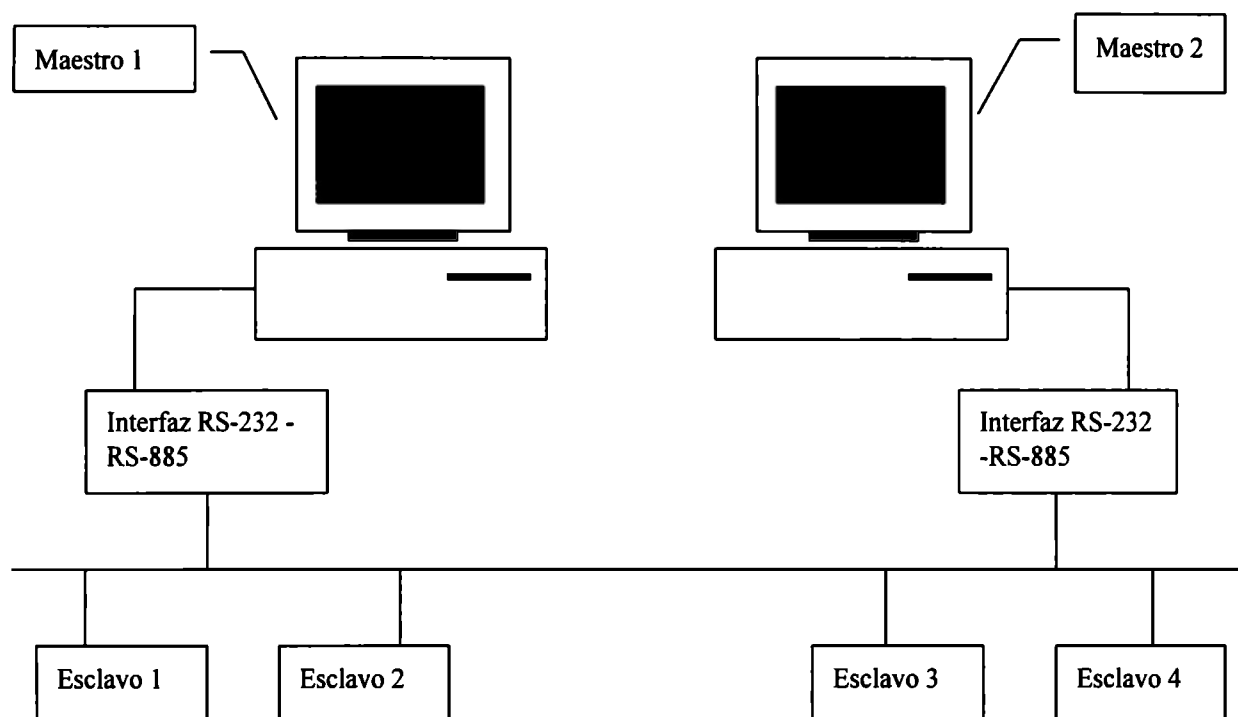 Maestro 1
Maestro 2
Interfaz RS-232 -
RS-885
Interfaz RS-232
-RS-885
Esclavo 1
Esclavo 2
Esclavo 3
Esclavo 4